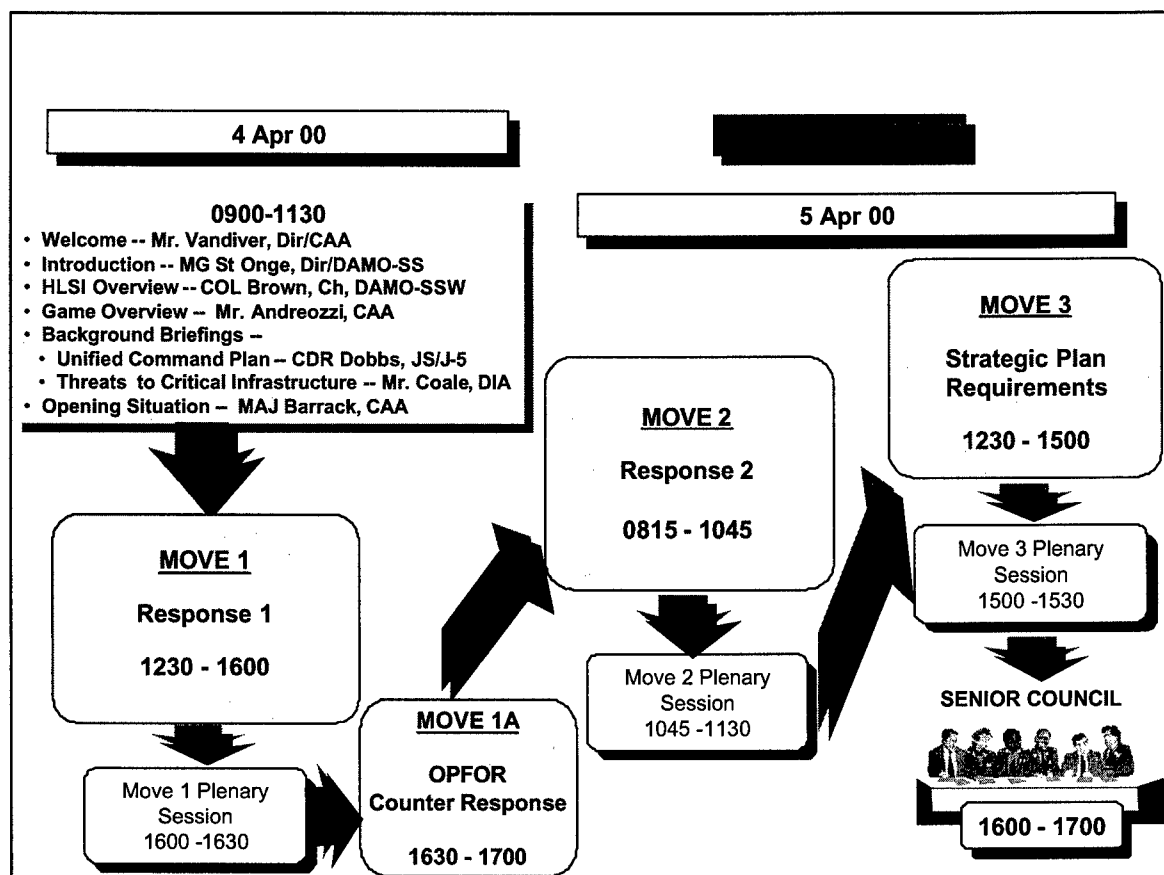 4 Apr 00
0900-1130
• Welcome -- Mr. Vandiver, Dir/CAA
• Introduction -- MG St Onge, Dir/DAMO-SS
• HLSI Overview -- COL Brown, Ch, DAMO-SSW
• Game Overview -- Mr. Andreozzi, CAA
• Background Briefings --
• Unified Command Plan -- CDR Dobbs, JS/J-5
• Threats to Critical Infrastructure -- Mr. Coale, DIA
• Opening Situation -- MAJ Barrack, CAA
MOVE 1
Response 1
1230 - 1600
Move 1 Plenary
Session
1600 -1630
MOVE 1A
OPFOR
Counter Response
1630 - 1700
5 Apr 00
MOVE 2
Response 2
0815 - 1045
Move 2 Plenary
Session
1045 -1130
MOVE 3
Strategic Plan
Requirements
1230 - 1500
Move 3 Plenary
Session
1500 -1530
SENIOR COUNCIL
1600 - 1700